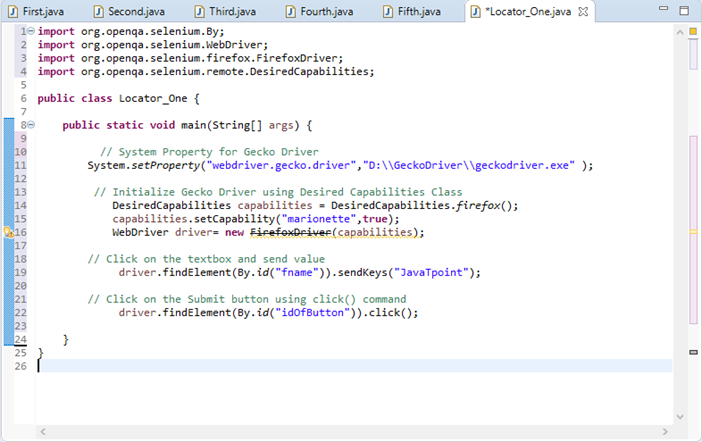 First.java Second.java Third.java Fourth.java Fifth.java *Locator_One.java
1 import org.openqa.selenium.By;
2 import org.openqa.selenium.WebDriver;
3 import org.openqa.selenium.firefox.FirefoxDriver;
4 import org.openqa.selenium.remote.DesiredCapabilities;
5
6 public class Locator_One {
7
8 public static void main(String[] args) {
9
10 // System Property for Gecko Driver
11 System.setProperty("webdriver.gecko.driver","D:\\GeckoDriver\\geckodriver.exe" );
12
13 // Initialize Gecko Driver using Desired Capabilities Class
14 DesiredCapabilities capabilities = DesiredCapabilities.firefox();
15 capabilities.setCapability("marionette",true);
16 WebDriver driver= new FirefoxDriver(capabilities);
17
18 // Click on the textbox and send value
19 driver.findElement(By.id("fname")).sendKeys("JavaTpoint");
20
21 // Click on the Submit button using click() command
22 driver.findElement(By.id("idOfButton")).click();
23
24 }
25 }
26